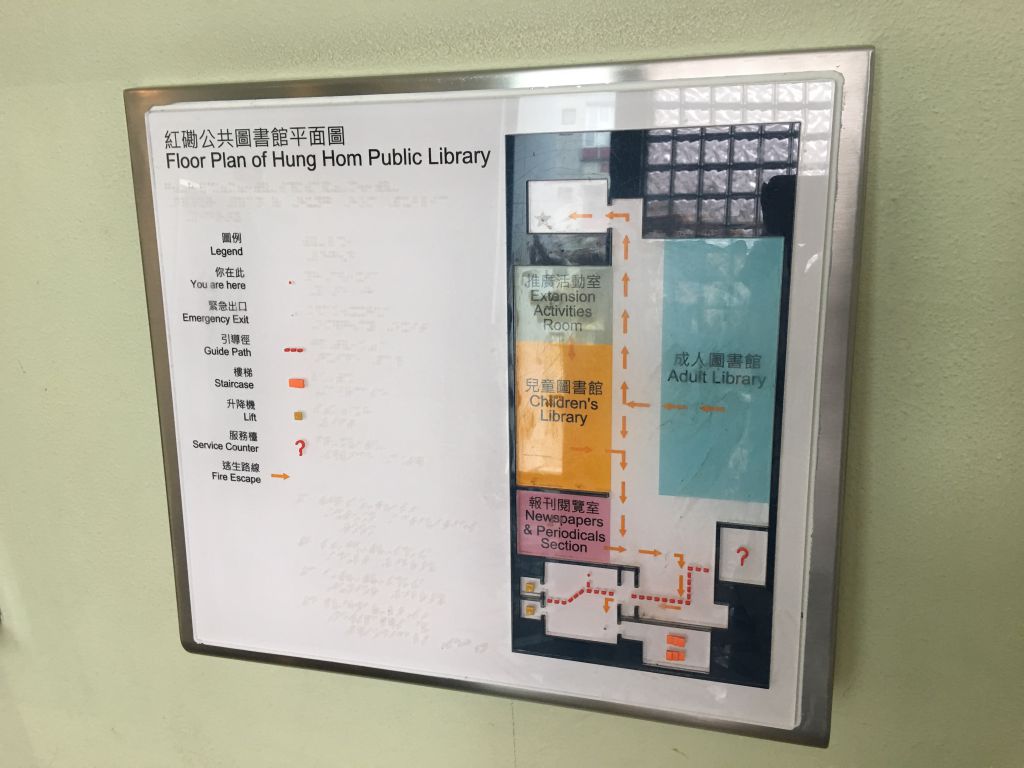 紅磡公共圖書館平面圖
Floor Plan of Hung Hom Public Library
圖例
Legend
你在此
You are here
緊急出口
Emergency Exit
引導徑
Guide Path
樓梯
Staircase
升降機
Lift
服務檯
Service Counter
?
逃生路線
Fire Escape
推廣活動室
Extension
Activities
Room
兒童圖書館
Children's
Library
成人圖書館
Adult Library
報刊閱覽室
Newspapers
& Periodicals
Section
?